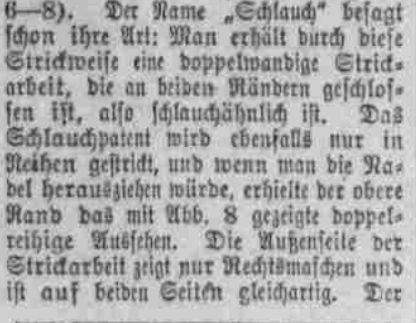 6—8). Der Name „Schlauch“ besagt
schon ihre Art: Man erhält durch diese
Strickweise eine doppelwandige Strick-
arbeit, die an beiden Rändern geschlos-
sen ist, also schlauchähnlich ist. Das
Schlauchpatent wird ebenfalls nur in
Reihen gestrickt, und wenn man die Na-
del herausziehen würde, erhielte der obere
Rand das mit Abb. 8 gezeigte doppel-
reihige Aussehen. Die Außenseite der
Strickarbeit zeigt nur Rechtsmaschen und
ist auf beiden Seiten gleichartig. Der